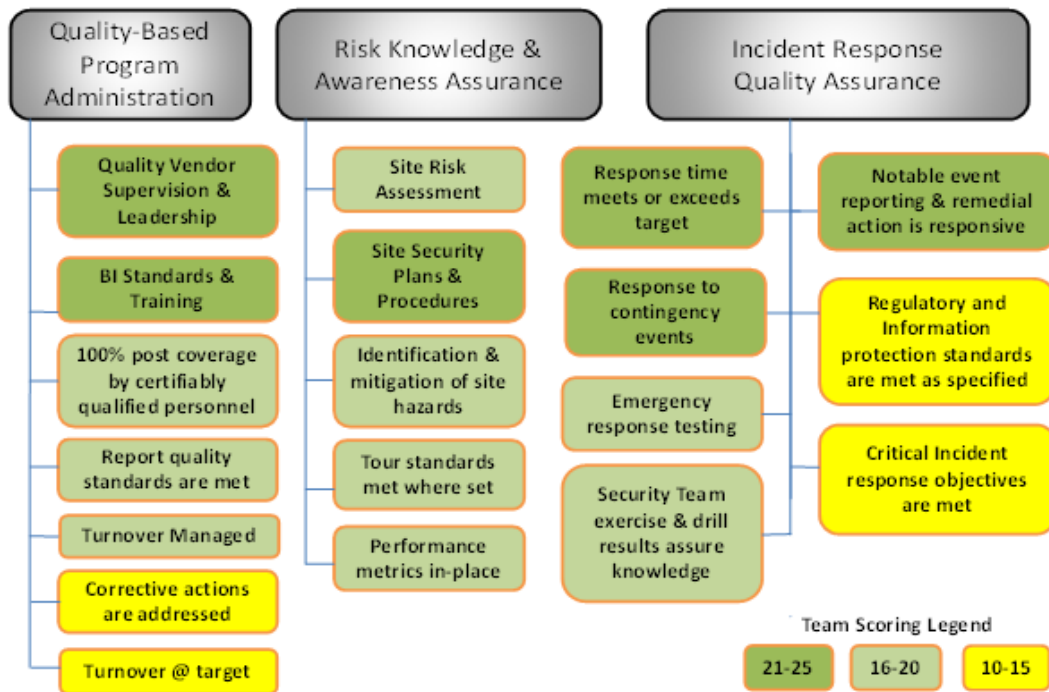 Quality-Based
Program
Administration
Quality Vendor
Supervision &
Leadership
BI Standards &
Training
100% post coverage
by certifiably
qualified personnel
Report quality
standards are met
Turnover Managed
Corrective actions
are addressed
Turnover @ target
Risk Knowledge &
Awareness Assurance
Site Risk
Assessment
Site Security
Plans &
Procedures
Identification &
mitigation of site
hazards
Tour standards
met where set
Performance
metrics in-place
Incident Response
Quality Assurance
Response time
meets or exceeds
target
Response to
contingency
events
Emergency
response testing
Security Team
exercise & drill
results assure
knowledge
Notable event
reporting & remedial
action is responsive
Regulatory and
Information
protection standards
are met as specified
Critical Incident
response objectives
are met
Team Scoring Legend
21-25
16-20
10-15